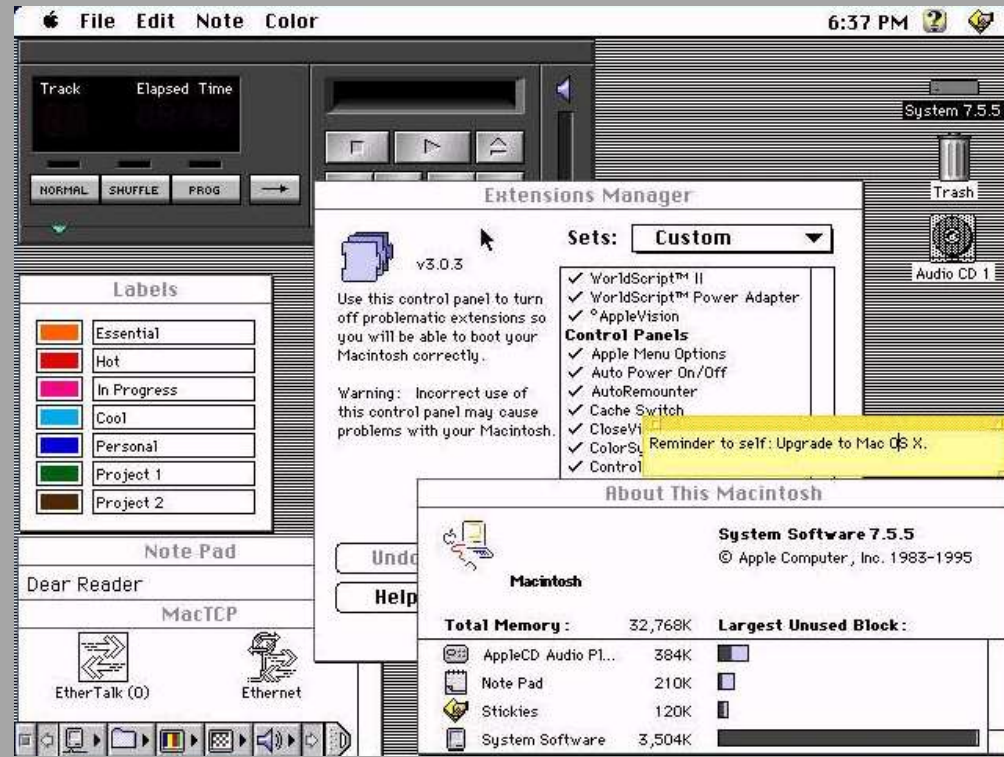 File Edit Note Color
6:37 PM
Track Elapsed Time
NORMAL SHUFFLE PROG
System 7.5.5
Trash
Audio CD 1
Extensions Manager
v3.0.3
Sets: Custom
Use this control panel to turn
off problematic extensions so
you will be able to boot your
Macintosh correctly.
Warning: Incorrect use of
this control panel may cause
problems with your Macintosh.
✓ WorldScript™ II
✓ WorldScript™ Power Adapter
✓ °AppleVision
Control Panels
✓ Apple Menu Options
✓ Auto Power On/Off
✓ AutoRemounter
✓ Cache Switch
✓ CloseVi
✓ ColorSy
✓ Control
Undo
Help
Reminder to self: Upgrade to Mac OS X.
Labels
Essential
Hot
In Progress
Cool
Personal
Project 1
Project 2
Note Pad
Dear Reader
MacTCP
EtherTalk (0) Ethernet
About This Macintosh
System Software 7.5.5
© Apple Computer, Inc. 1983-1995
Macintosh
Total Memory: 32,768K Largest Unused Block:
AppleCD Audio Pl... 384K
Note Pad 210K
Stickies 120K
System Software 3,504K